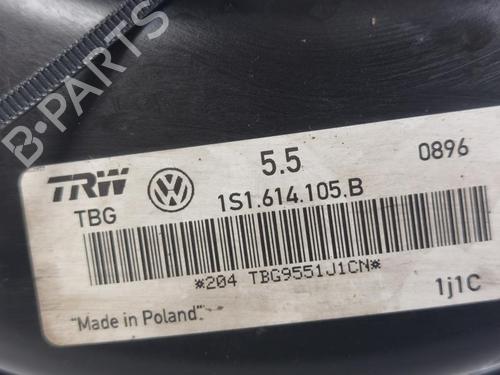 B-PARTS
TRW
TBG
5.5
0896
1S1.614.105.B
*204 TBG9551J1CN*
"Made in Poland"
1j1C